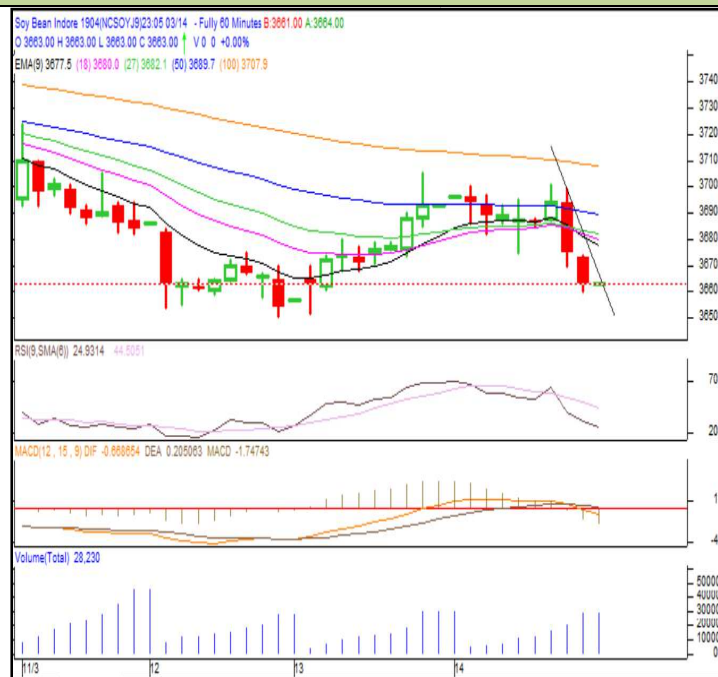 Soy Bean Indore 1904(NCSOYJ9)23:05 03/14 - Fully 60 Minutes B:3661.00 A:3664.00
O 3663.00 H 3663.00 L 3663.00 C 3663.00 V 0 0 +0.00%
EMA(9) 3677.5 (18) 3680.0 (27) 3682.1 (50) 3689.7 (100) 3707.9
3740
3730
3720
3710
3700
3690
3680
3670
3660
3650
RSI(9,SMA(6)) 24.9314 44.5051
70
20
MACD(12 , 15 , 9) DIF -0.668654 DEA 0.205063 MACD -1.74743
1
-4
Volume(Total) 28,230
50000
40000
30000
20000
10000
0
11/3 12 13 14